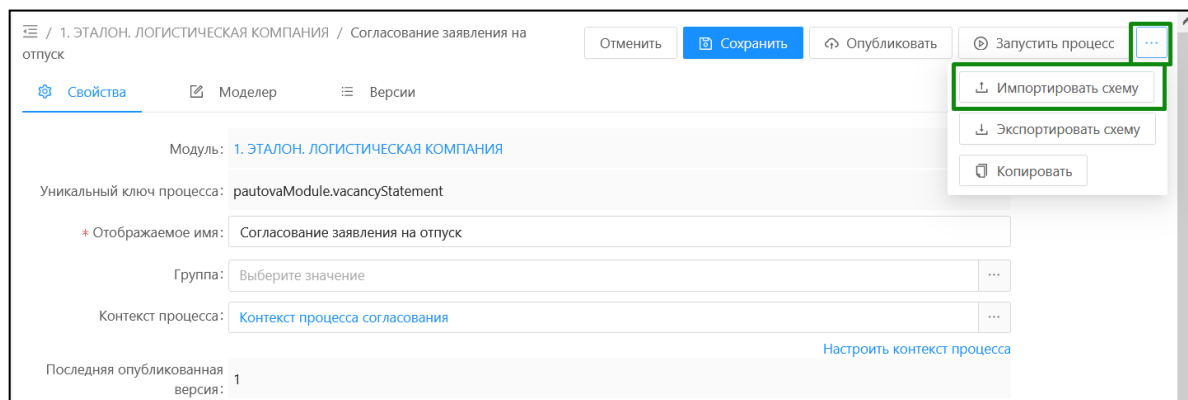 / 1. ЭТАЛОН. ЛОГИСТИЧЕСКАЯ КОМПАНИЯ / Согласование заявления на
отпуск
Отменить Сохранить Опубликовать Запустить процесс ...
Импортировать схему
Экспортировать схему
Копировать
Свойства Моделер Версии
Модуль: 1. ЭТАЛОН. ЛОГИСТИЧЕСКАЯ КОМПАНИЯ
Уникальный ключ процесса: pautovaModule.vacancyStatement
* Отображаемое имя: Согласование заявления на отпуск
Группа: Выберите значение ...
Контекст процесса: Контекст процесса согласования ...
Настроить контекст процесса
Последняя опубликованная
версия: 1